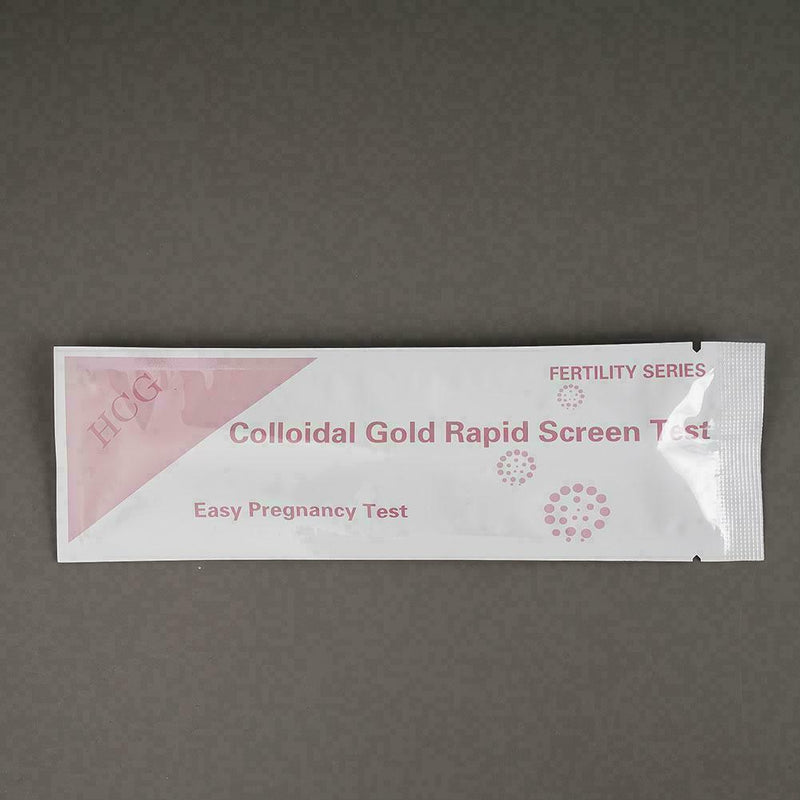 HCG
FERTILITY SERIES
Colloidal Gold Rapid Screen Test
Easy Pregnancy Test